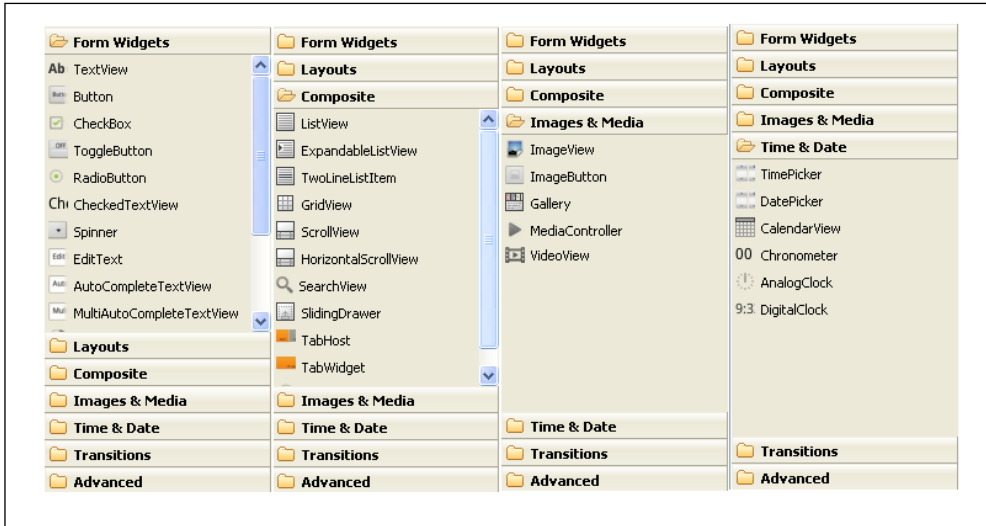 Form Widgets
Ab TextView
Button
CheckBox
OFF ToggleButton
RadioButton
CheckedTextView
Spinner
Edit EditText
AutoCompleteTextView
MultiAutoCompleteTextView
Layouts
Composite
Images & Media
Time & Date
Transitions
Advanced
Form Widgets
Layouts
Composite
ListView
ExpandableListView
TwoLineListItem
GridView
ScrollView
HorizontalScrollView
SearchView
SlidingDrawer
TabHost
TabWidget
Images & Media
Time & Date
Transitions
Advanced
Form Widgets
Layouts
Composite
Images & Media
ImageView
ImageButton
Gallery
MediaController
VideoView
Time & Date
Transitions
Advanced
Form Widgets
Layouts
Composite
Images & Media
Time & Date
TimePicker
DatePicker
CalendarView
00 Chronometer
AnalogClock
9:3 DigitalClock
Transitions
Advanced